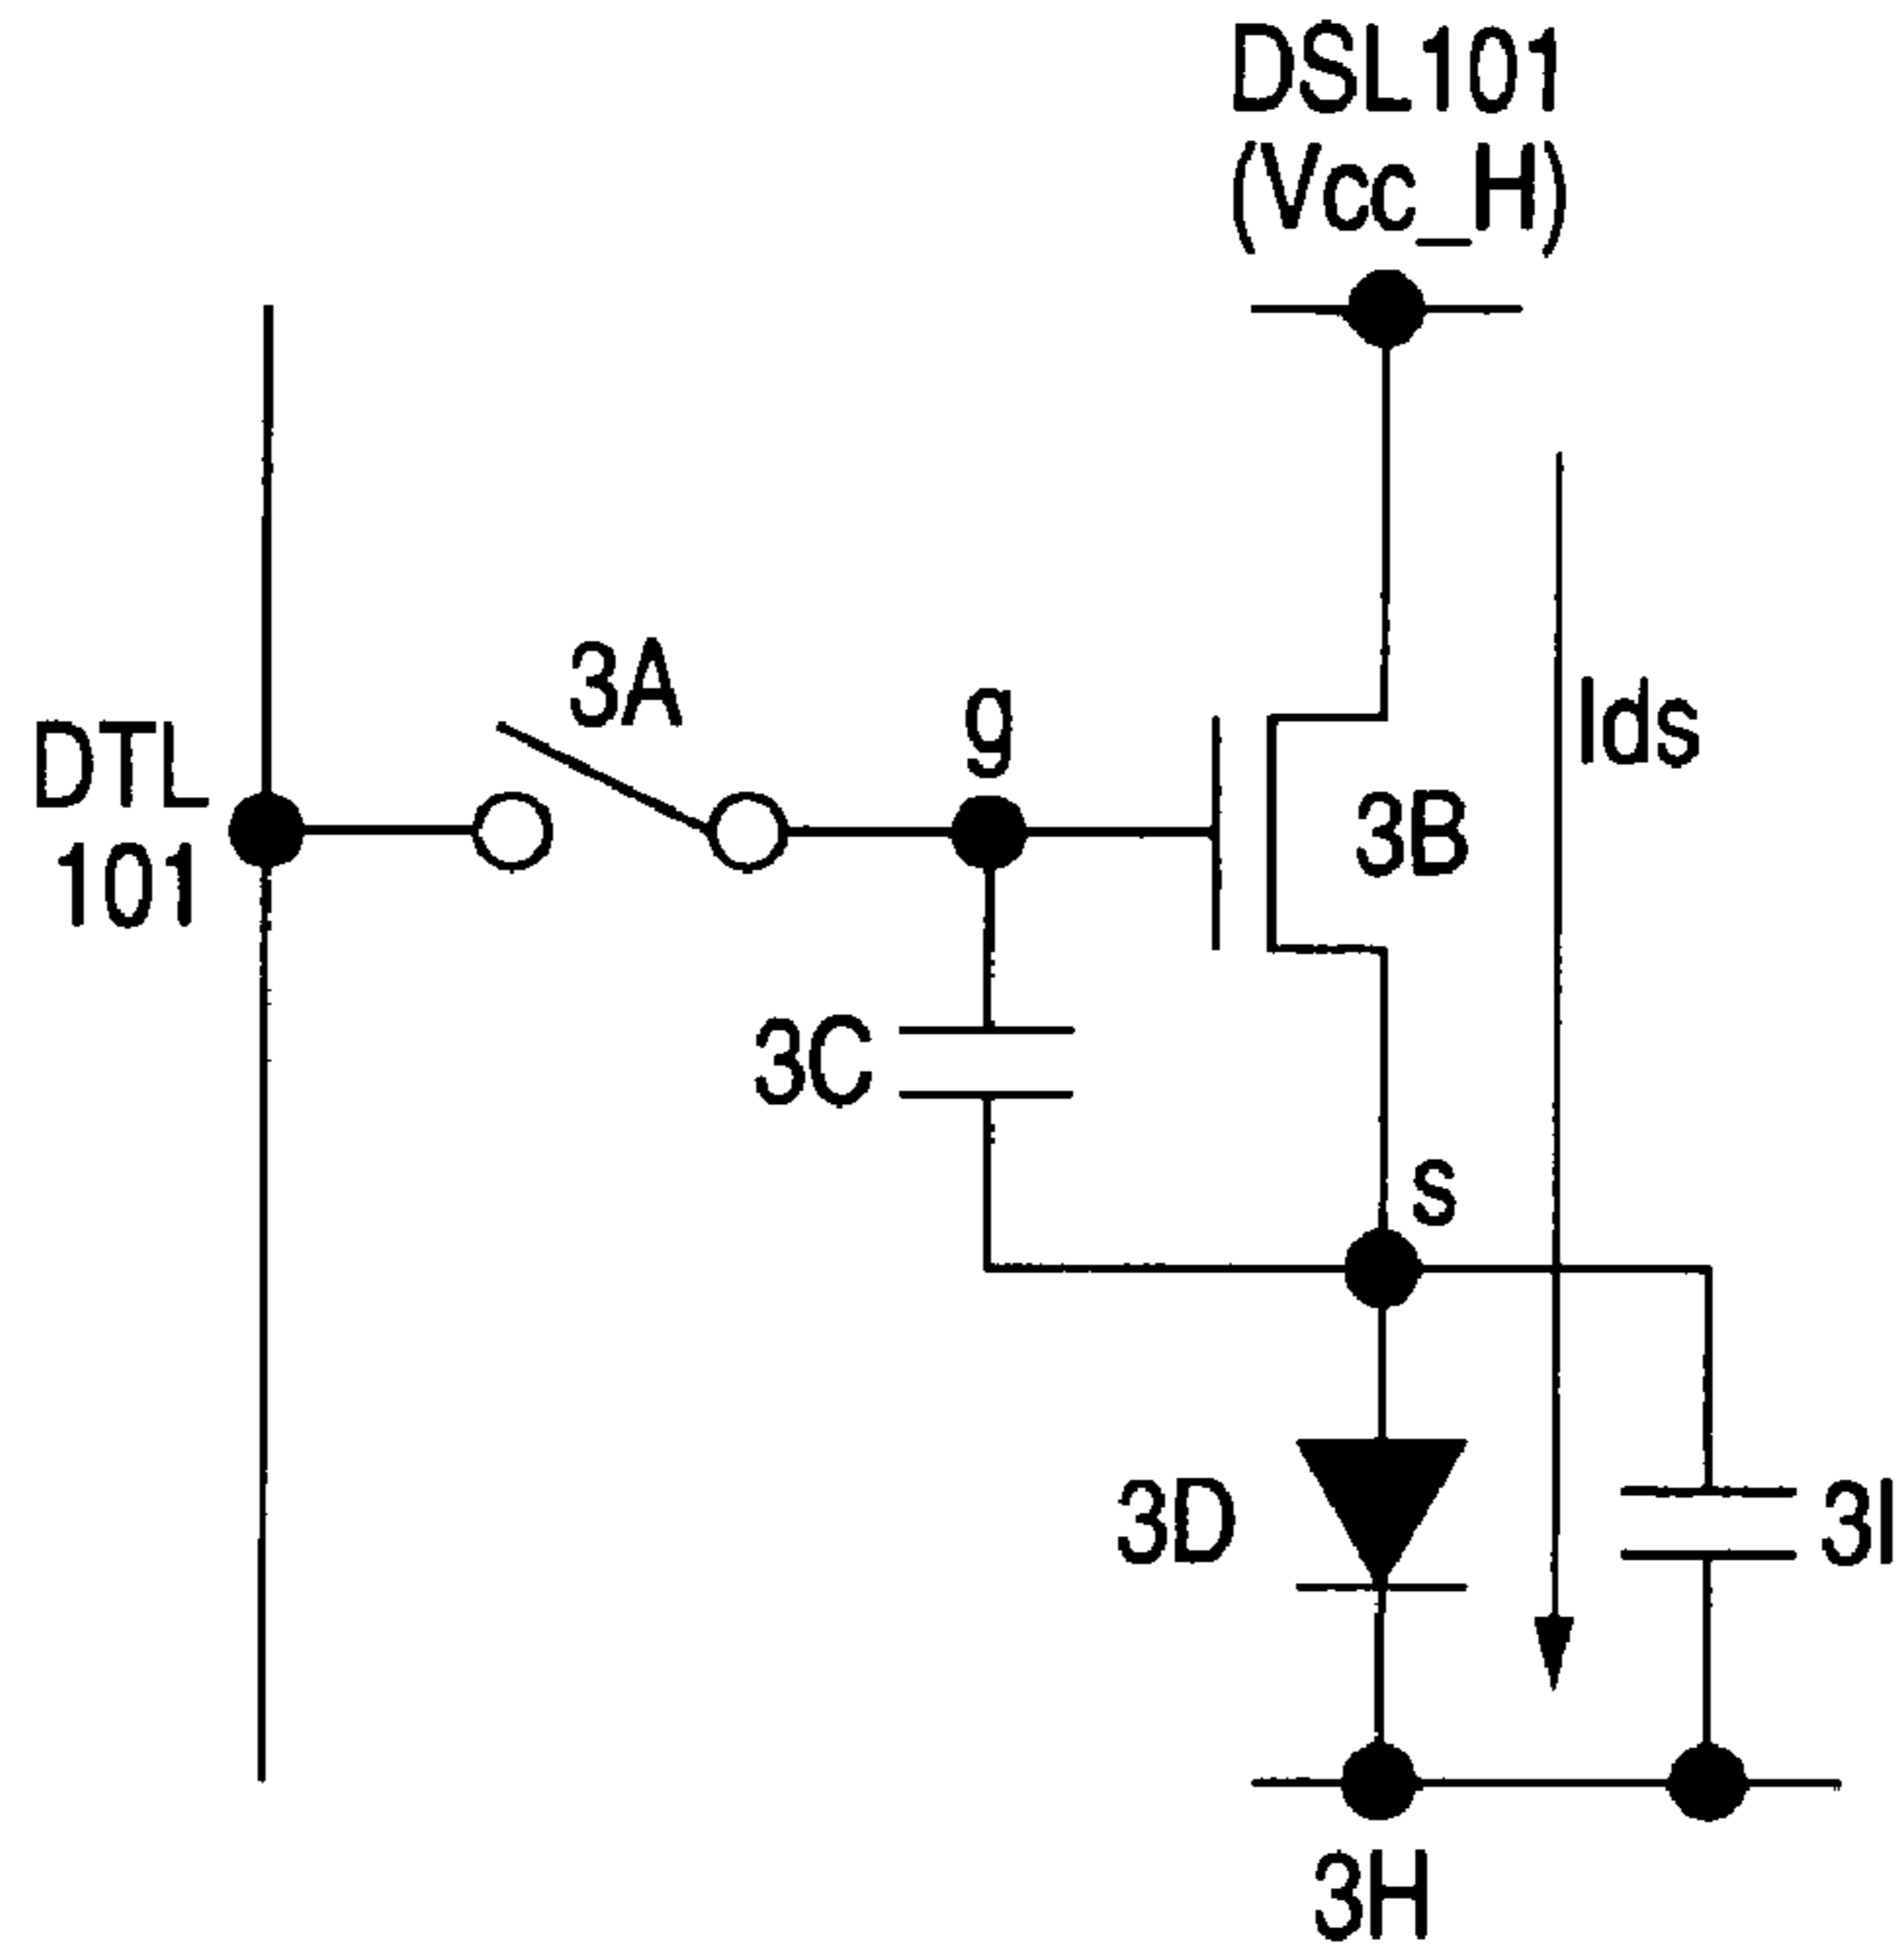 DSL101
(Vcc_H)
3A
g
Ids
DTL
101
3B
3C
s
3D
3I
3H